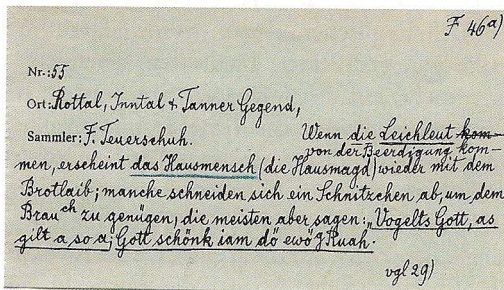 F 46a)
Nr.: 55
Ort: Rottal, Inntal & Tanner Gegend,
Sammler: F. Teuerschuh. Wenn die Leichleut kom-
von der Beerdigung kom-
men, erscheint das Hausmensch (die Hausmagd) wieder mit dem
Brotlaib; manche schneiden sich ein Schnitzchen ab, um dem
Brauch zu genügen, die meisten aber sagen: „Vogelts Gott, as
gilt a so a; Gott schönk iam dö ewög Ruah.
vgl 29)